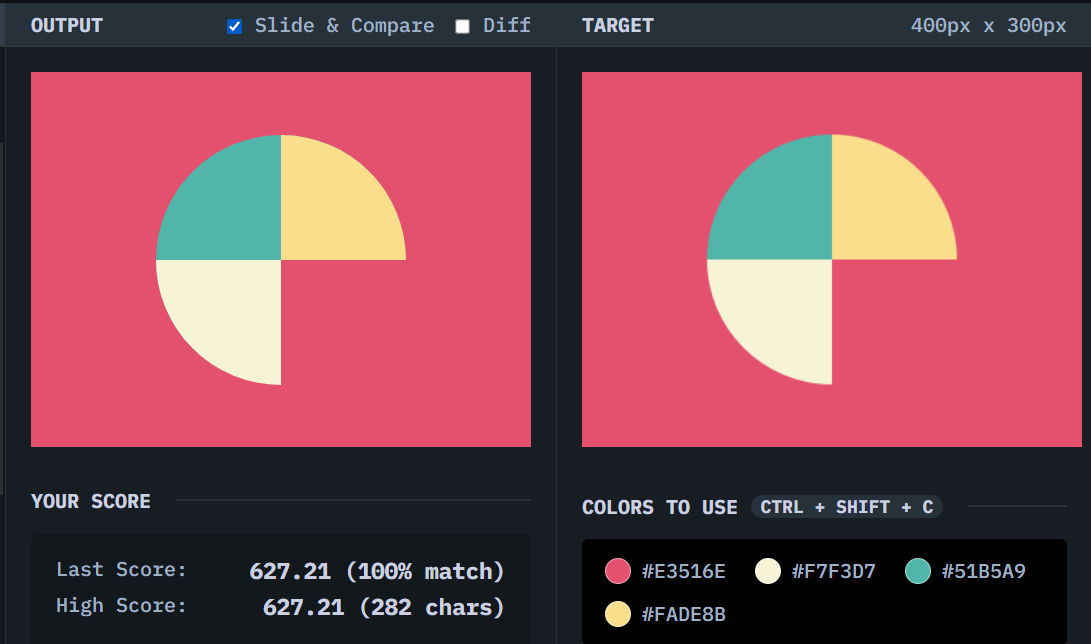 OUTPUT
Slide & Compare
Diff
TARGET
400px x 300px
YOUR SCORE
Last Score: 627.21 (100% match)
High Score: 627.21 (282 chars)
COLORS TO USE CTRL + SHIFT + C
#E3516E #F7F3D7 #51B5A9
#FADE8B